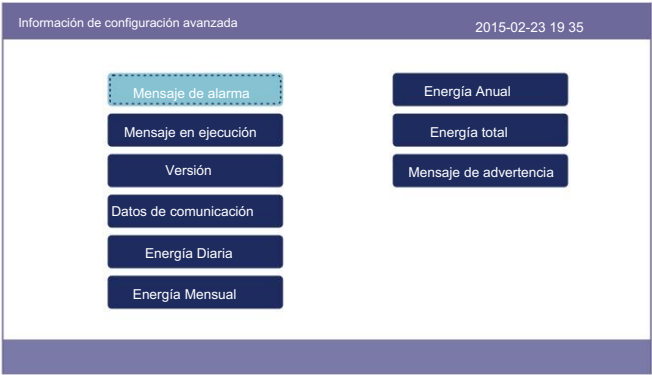 Información de configuración avanzada
2015-02-23 19 35
Mensaje de alarma
Mensaje en ejecución
Versión
Datos de comunicación
Energía Diaria
Energía Mensual
Energía Anual
Energía total
Mensaje de advertencia